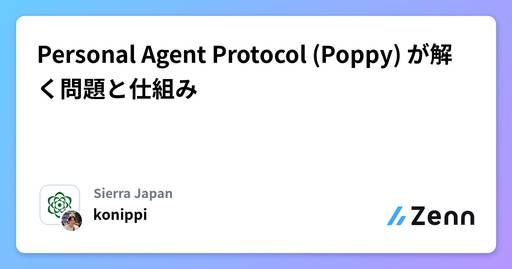 Personal Agent Protocol (Poppy) が解
く問題と仕組み
Sierra Japan
konippi
Zenn